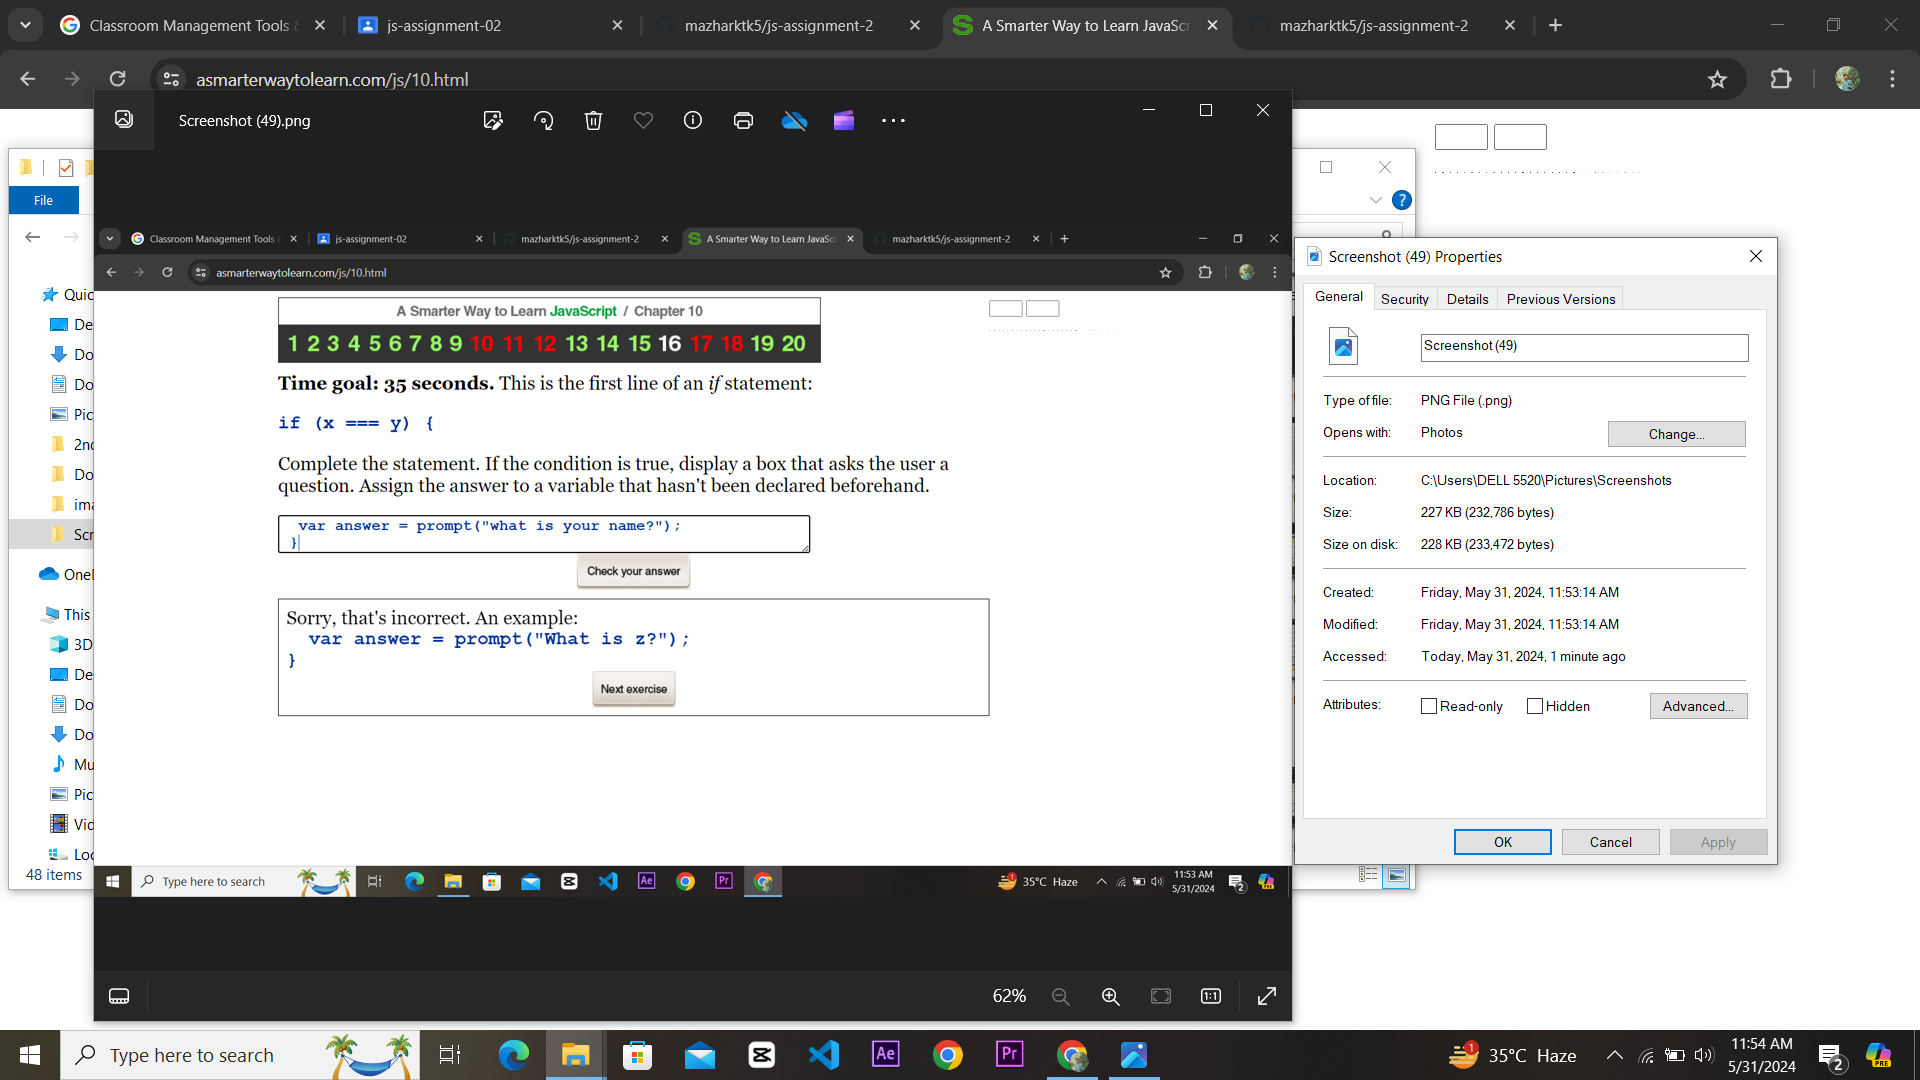 Classroom Management Tools &
js-assignment-02
mazharktk5/js-assignment-2
A Smarter Way to Learn JavaScr
mazharktk5/js-assignment-2
asmarterwaytolearn.com/js/10.html
Screenshot (49).png
File
Quic
De
Do
Do
Pic
2nd
Do
ima
Scr
OneI
This
3D
De
Do
Do
Mu
Pic
Vid
Loc
48 items
Classroom Management Tools
js-assignment-02
mazharktk5/js-assignment-2
A Smarter Way to Learn JavaScr
mazharktk5/js-assignment-2
asmarterwaytolearn.com/js/10.html
A Smarter Way to Learn JavaScript / Chapter 10
1 2 3 4 5 6 7 8 9 10 11 12 13 14 15 16 17 18 19 20
Time goal: 35 seconds. This is the first line of an if statement:
if (x === y) {
Complete the statement. If the condition is true, display a box that asks the user a
question. Assign the answer to a variable that hasn't been declared beforehand.
var answer = prompt("what is your name?");
}
Check your answer
Sorry, that's incorrect. An example:
var answer = prompt("What is z?");
}
Next exercise
Type here to search
Ae
Pr
35°C Haze
11:53 AM
5/31/2024
2
62%
1:1
Screenshot (49) Properties
General
Security
Details
Previous Versions
Screenshot (49)
Type of file: PNG File (.png)
Opens with: Photos
Change...
Location: C:\Users\DELL 5520\Pictures\Screenshots
Size: 227 KB (232,786 bytes)
Size on disk: 228 KB (233,472 bytes)
Created: Friday, May 31, 2024, 11:53:14 AM
Modified: Friday, May 31, 2024, 11:53:14 AM
Accessed: Today, May 31, 2024, 1 minute ago
Attributes:
Read-only
Hidden
Advanced...
OK
Cancel
Apply
Type here to search
Ae
Pr
1
35°C Haze
11:54 AM
5/31/2024
2
PRE